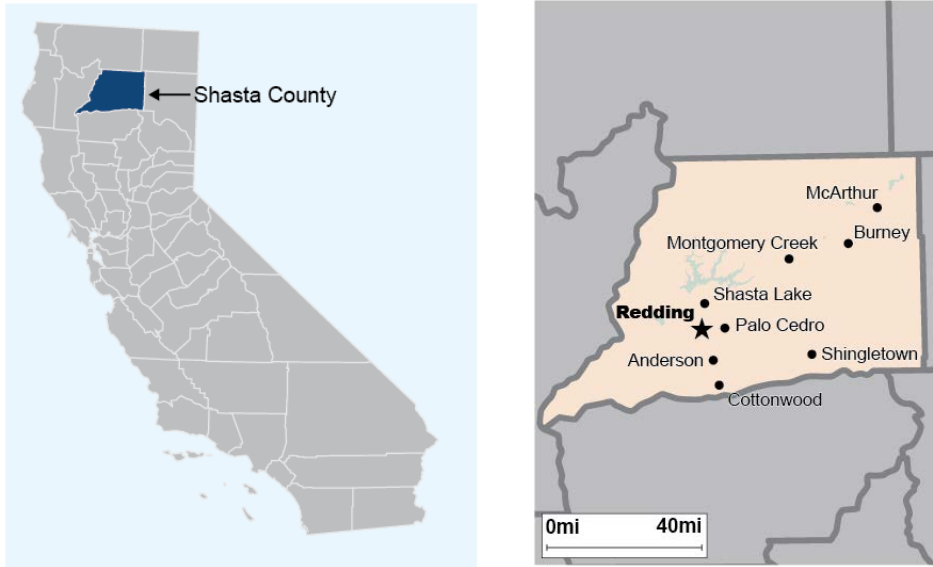 Shasta County
McArthur
Burney
Montgomery Creek
Shasta Lake
Redding
Palo Cedro
Anderson
Shingletown
Cottonwood
0mi 40mi